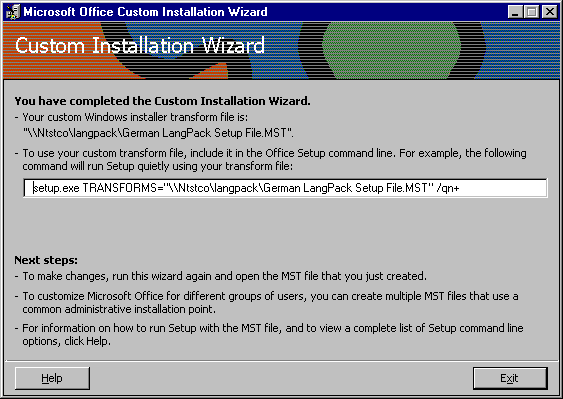 Microsoft Office Custom Installation Wizard
Custom Installation Wizard
You have completed the Custom Installation Wizard.
- Your custom Windows installer transform file is:
"\\Ntstco\langpack\German LangPack Setup File.MST".
- To use your custom transform file, include it in the Office Setup command line. For example, the following
command will run Setup quietly using your transform file:
setup.exe TRANSFORMS="\\Ntstco\langpack\German LangPack Setup File.MST" /qn+
Next steps:
- To make changes, run this wizard again and open the MST file that you just created.
- To customize Microsoft Office for different groups of users, you can create multiple MST files that use a
common administrative installation point.
- For information on how to run Setup with the MST file, and to view a complete list of Setup command line
options, click Help.
Help
Exit